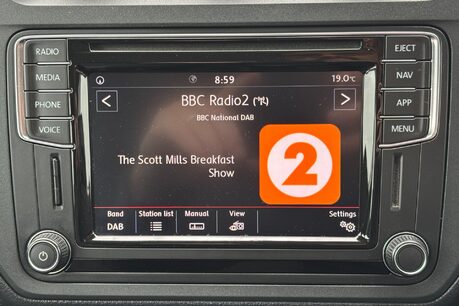 RADIO
MEDIA
PHONE
VOICE
EJECT
NAV
APP
MENU
8:59
19.0°C
BBC Radio2
BBC National DAB
The Scott Mills Breakfast
Show
2
Band Station list Manual View Settings
DAB